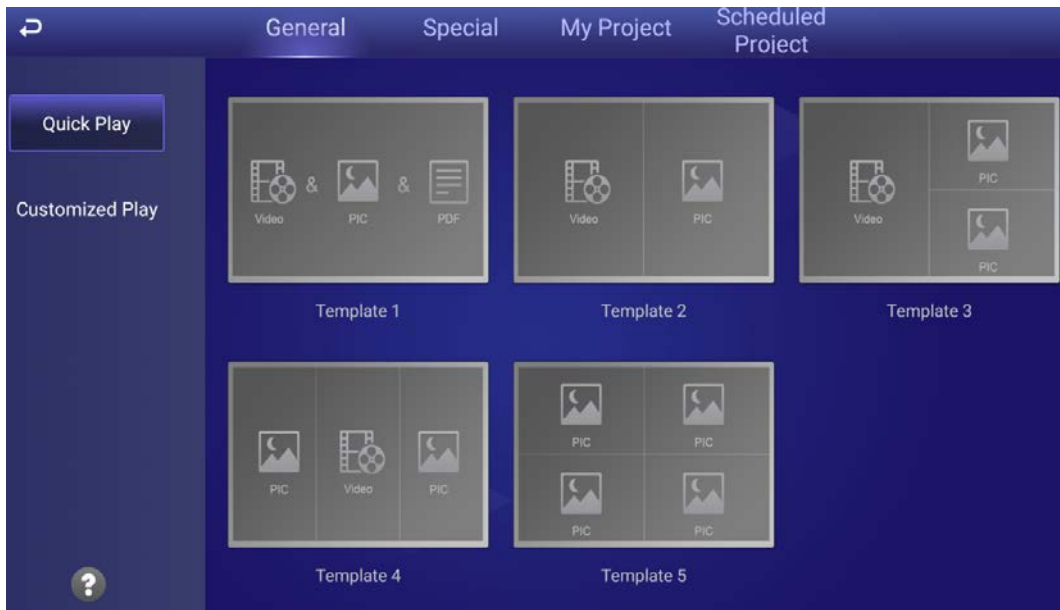 General
Special
My Project
Scheduled
Project
Quick Play
Customized Play
Video
&
PIC
&
PDF
Template 1
Video
PIC
Template 2
Video
PIC
PIC
Template 3
PIC
Video
PIC
Template 4
PIC
PIC
PIC
PIC
Template 5
?